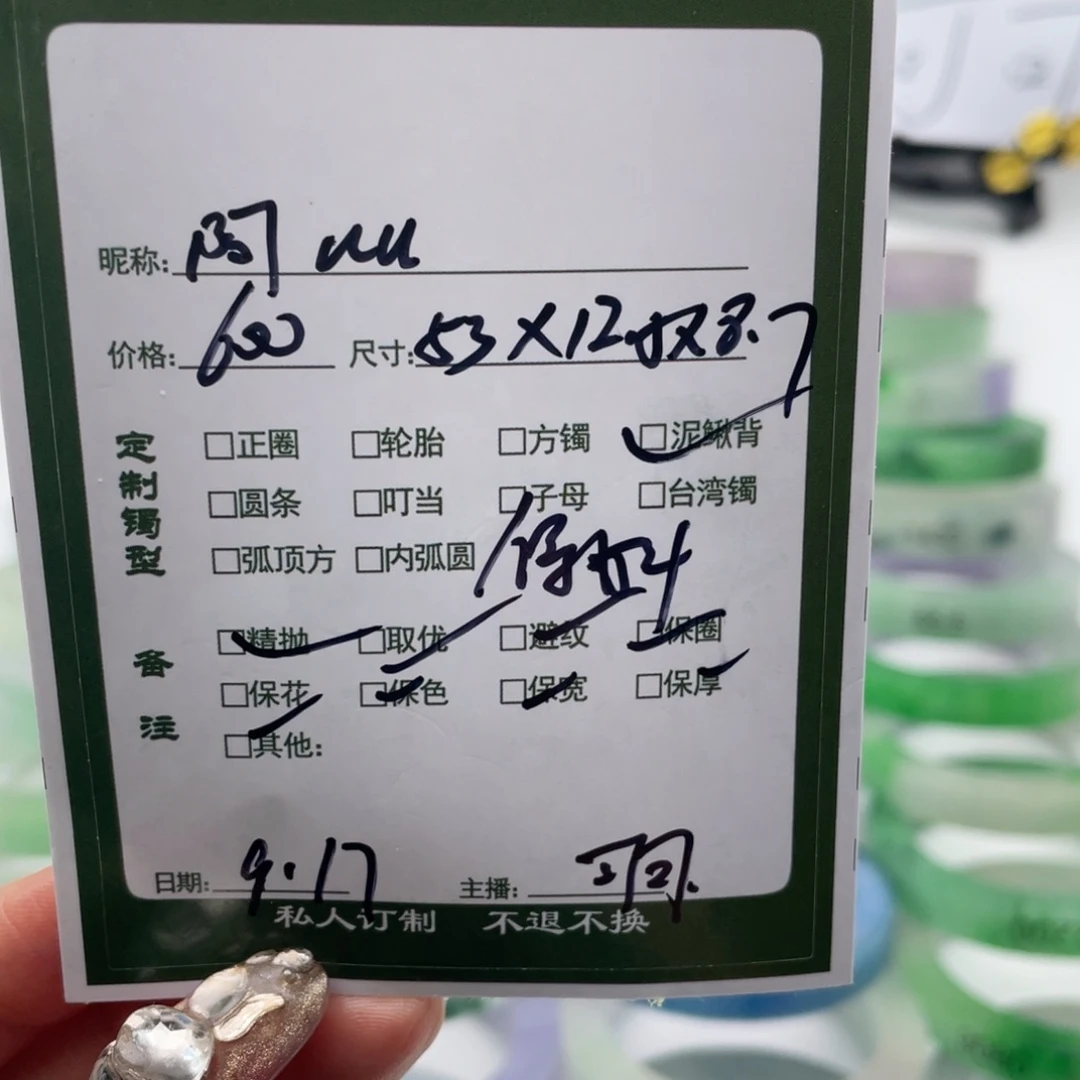 昵称: 阿
价格: 600 尺寸: 53X12.
定制镯型
□正圈 □轮胎 □方镯 □泥鳅背
□圆条 □叮当 □子母 □台湾镯
□弧顶方 □内弧圆
备注
□精抛 □取优 □避纹 □保圈
□保花 □保色 □保宽 □保厚
□其他:
日期: 9.17 主播:
私人订制 不退不换